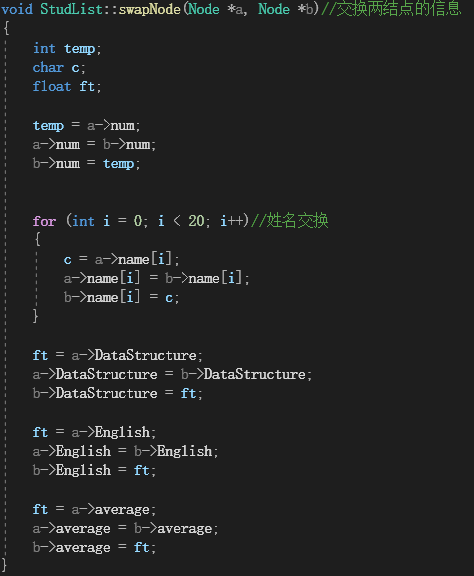 void StudList::swapNode(Node *a, Node *b)//交换两结点的信息
{
int temp;
char c;
float ft;
temp = a->num;
a->num = b->num;
b->num = temp;
for (int i = 0; i < 20; i++)//姓名交换
{
c = a->name[i];
a->name[i] = b->name[i];
b->name[i] = c;
}
ft = a->DataStructure;
a->DataStructure = b->DataStructure;
b->DataStructure = ft;
ft = a->English;
a->English = b->English;
b->English = ft;
ft = a->average;
a->average = b->average;
b->average = ft;
}